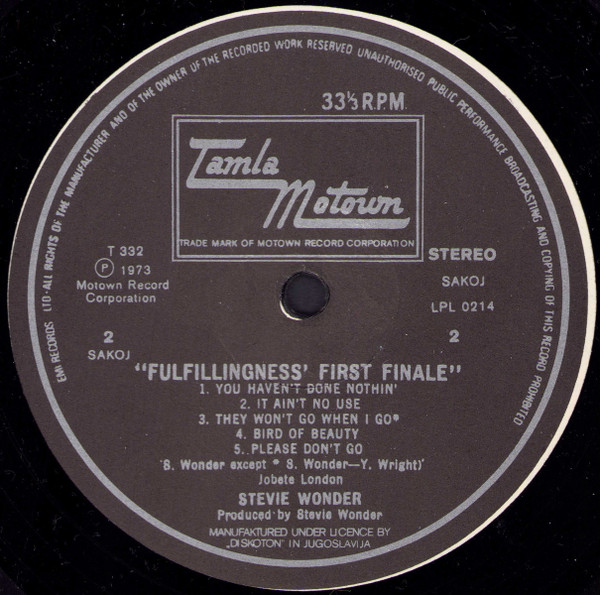 EMI RECORDS LTD · ALL RIGHTS OF THE MANUFACTURER AND OF THE OWNER OF THE RECORDED WORK RESERVED UNAUTHORISED PUBLIC PERFORMANCE BROADCASTING AND COPYING OF THIS RECORD PROHIBITED
33⅓ R.P.M.
Tamla
Motown
TRADE MARK OF MOTOWN RECORD CORPORATION
T 332
Ⓟ 1973
Motown Record
Corporation
STEREO
SAKOJ
LPL 0214
2
SAKOJ
2
"FULFILLINGNESS' FIRST FINALE"
1. YOU HAVEN'T DONE NOTHIN'
2. IT AIN'T NO USE
3. THEY WON'T GO WHEN I GO*
4. BIRD OF BEAUTY
5. PLEASE DON'T GO
'S. Wonder except * S. Wonder—Y. Wright)'
Jobete London
STEVIE WONDER
Produced by Stevie Wonder
MANUFAKTURED UNDER LICENCE BY
„DISKOTON" IN JUGOSLAVIJA